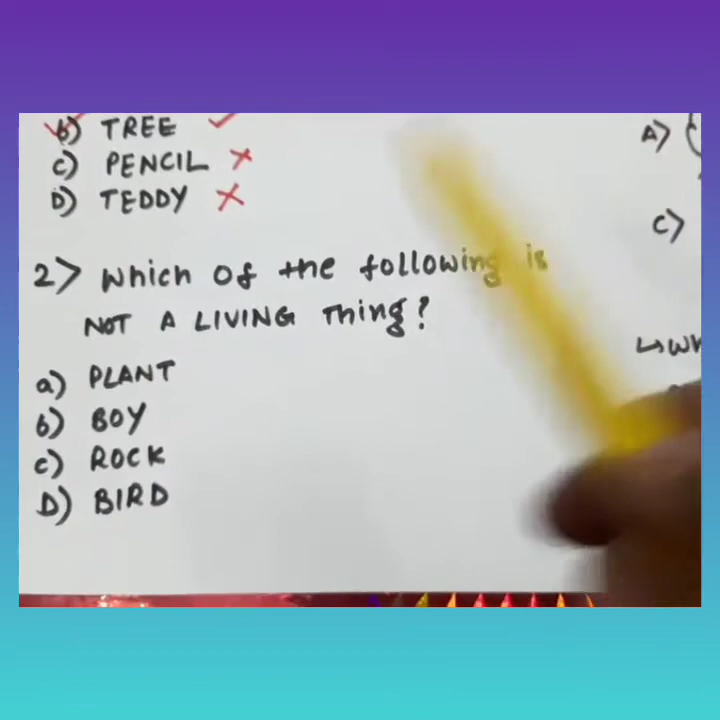 b) TREE ✓
c) PENCIL ×
D) TEDDY ×
2) Which of the following is
NOT A LIVING Thing?
a) PLANT
b) BOY
c) ROCK
D) BIRD
A)
c)